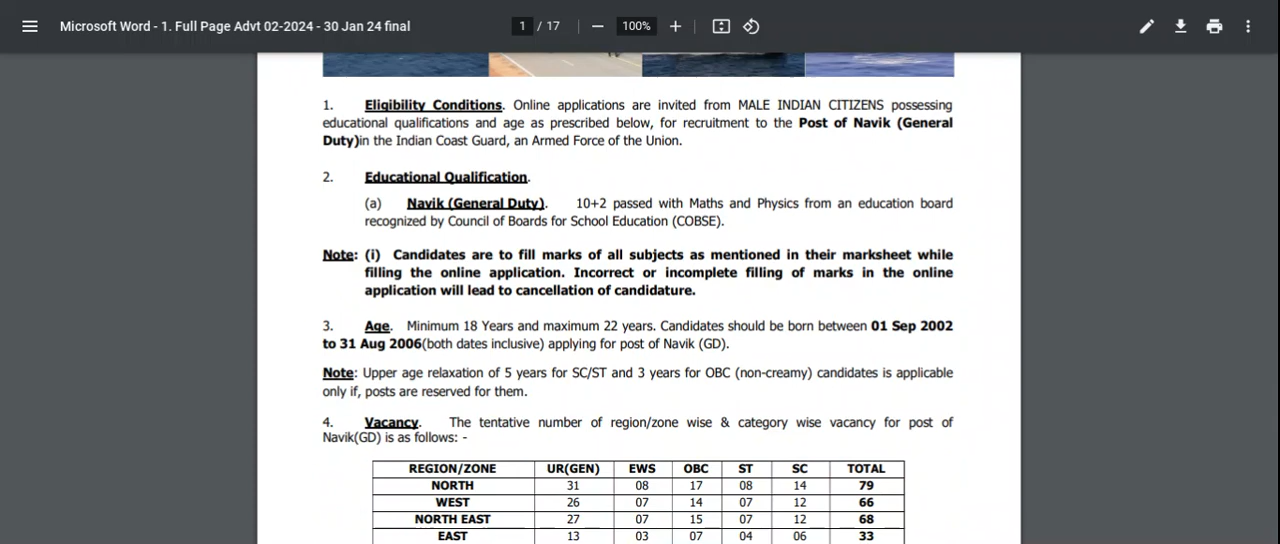 Microsoft Word - 1. Full Page Advt 02-2024 - 30 Jan 24 final 1 / 17 100%
1. Eligibility Conditions. Online applications are invited from MALE INDIAN CITIZENS possessing
educational qualifications and age as prescribed below, for recruitment to the Post of Navik (General
Duty)in the Indian Coast Guard, an Armed Force of the Union.
2. Educational Qualification.
(a) Navik (General Duty). 10+2 passed with Maths and Physics from an education board
recognized by Council of Boards for School Education (COBSE).
Note: (i) Candidates are to fill marks of all subjects as mentioned in their marksheet while
filling the online application. Incorrect or incomplete filling of marks in the online
application will lead to cancellation of candidature.
3. Age. Minimum 18 Years and maximum 22 years. Candidates should be born between 01 Sep 2002
to 31 Aug 2006(both dates inclusive) applying for post of Navik (GD).
Note: Upper age relaxation of 5 years for SC/ST and 3 years for OBC (non-creamy) candidates is applicable
only if, posts are reserved for them.
4. Vacancy. The tentative number of region/zone wise & category wise vacancy for post of
Navik(GD) is as follows: -
REGION/ZONE UR(GEN) EWS OBC ST SC TOTAL
NORTH 31 08 17 08 14 79
WEST 26 07 14 07 12 66
NORTH EAST 27 07 15 07 12 68
EAST 13 03 07 04 06 33